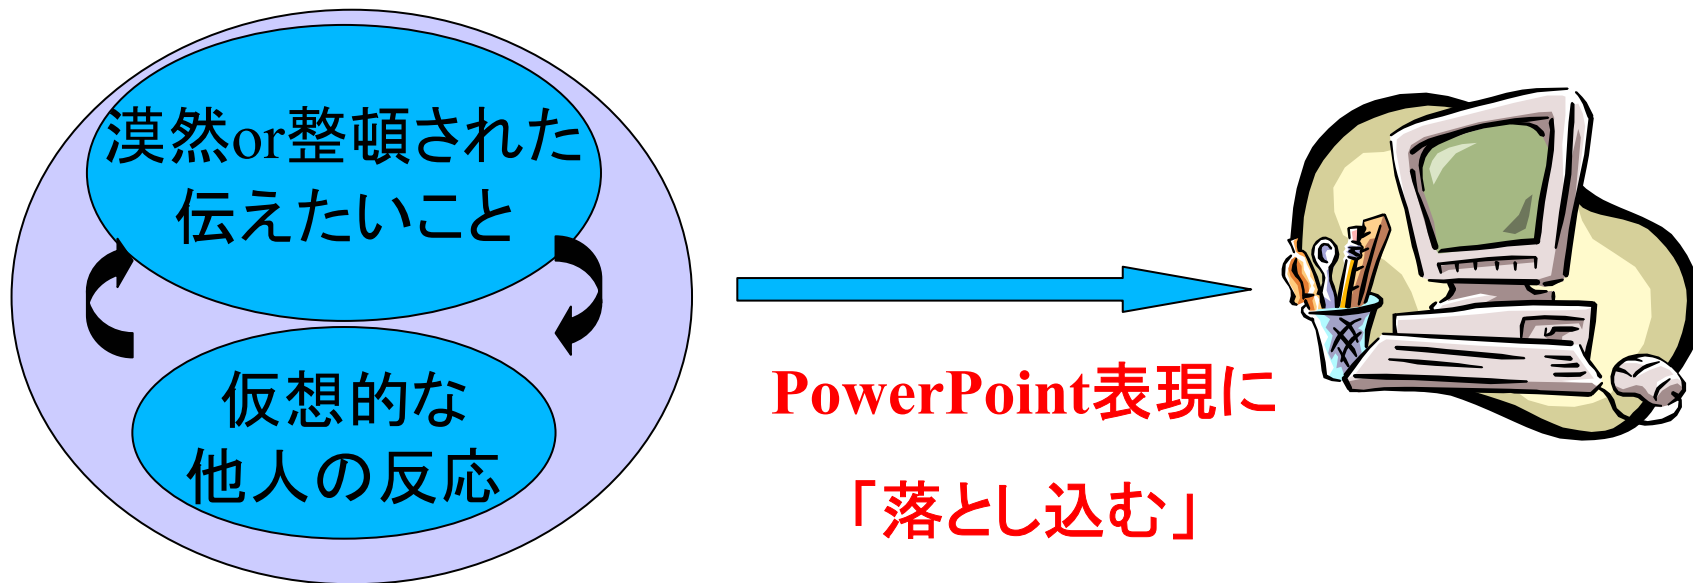 漠然or整頓された
伝えたいこと
仮想的な
他人の反応
PowerPoint表現に
「落とし込む」